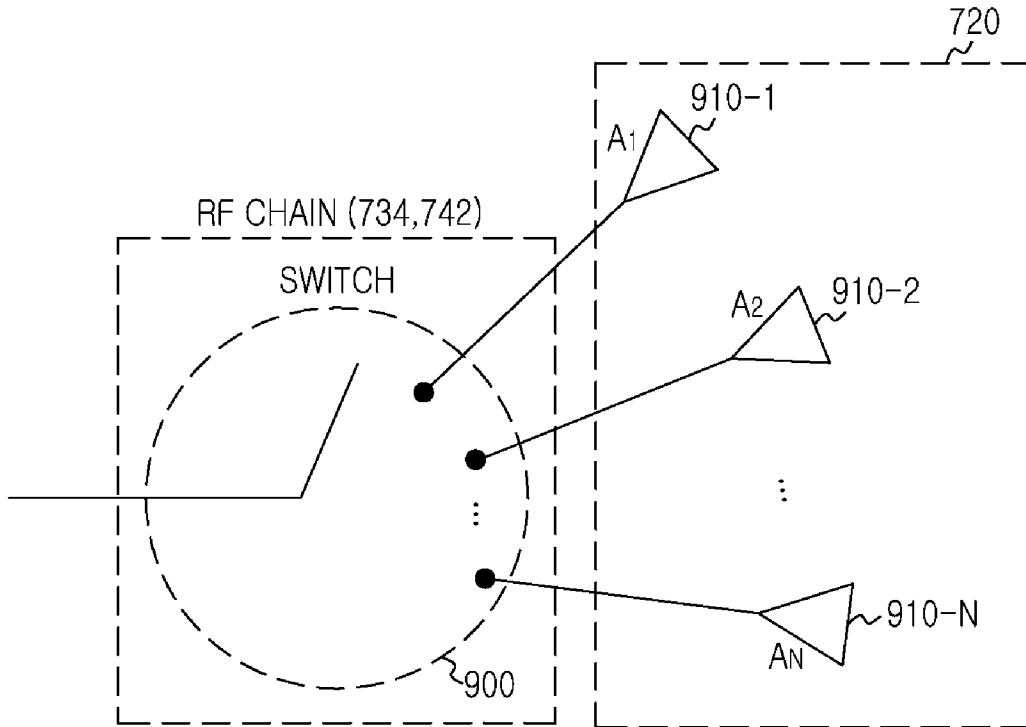 720
910-1
A1
RF CHAIN (734,742)
SWITCH
910-2
A2
...
...
910-N
AN
900